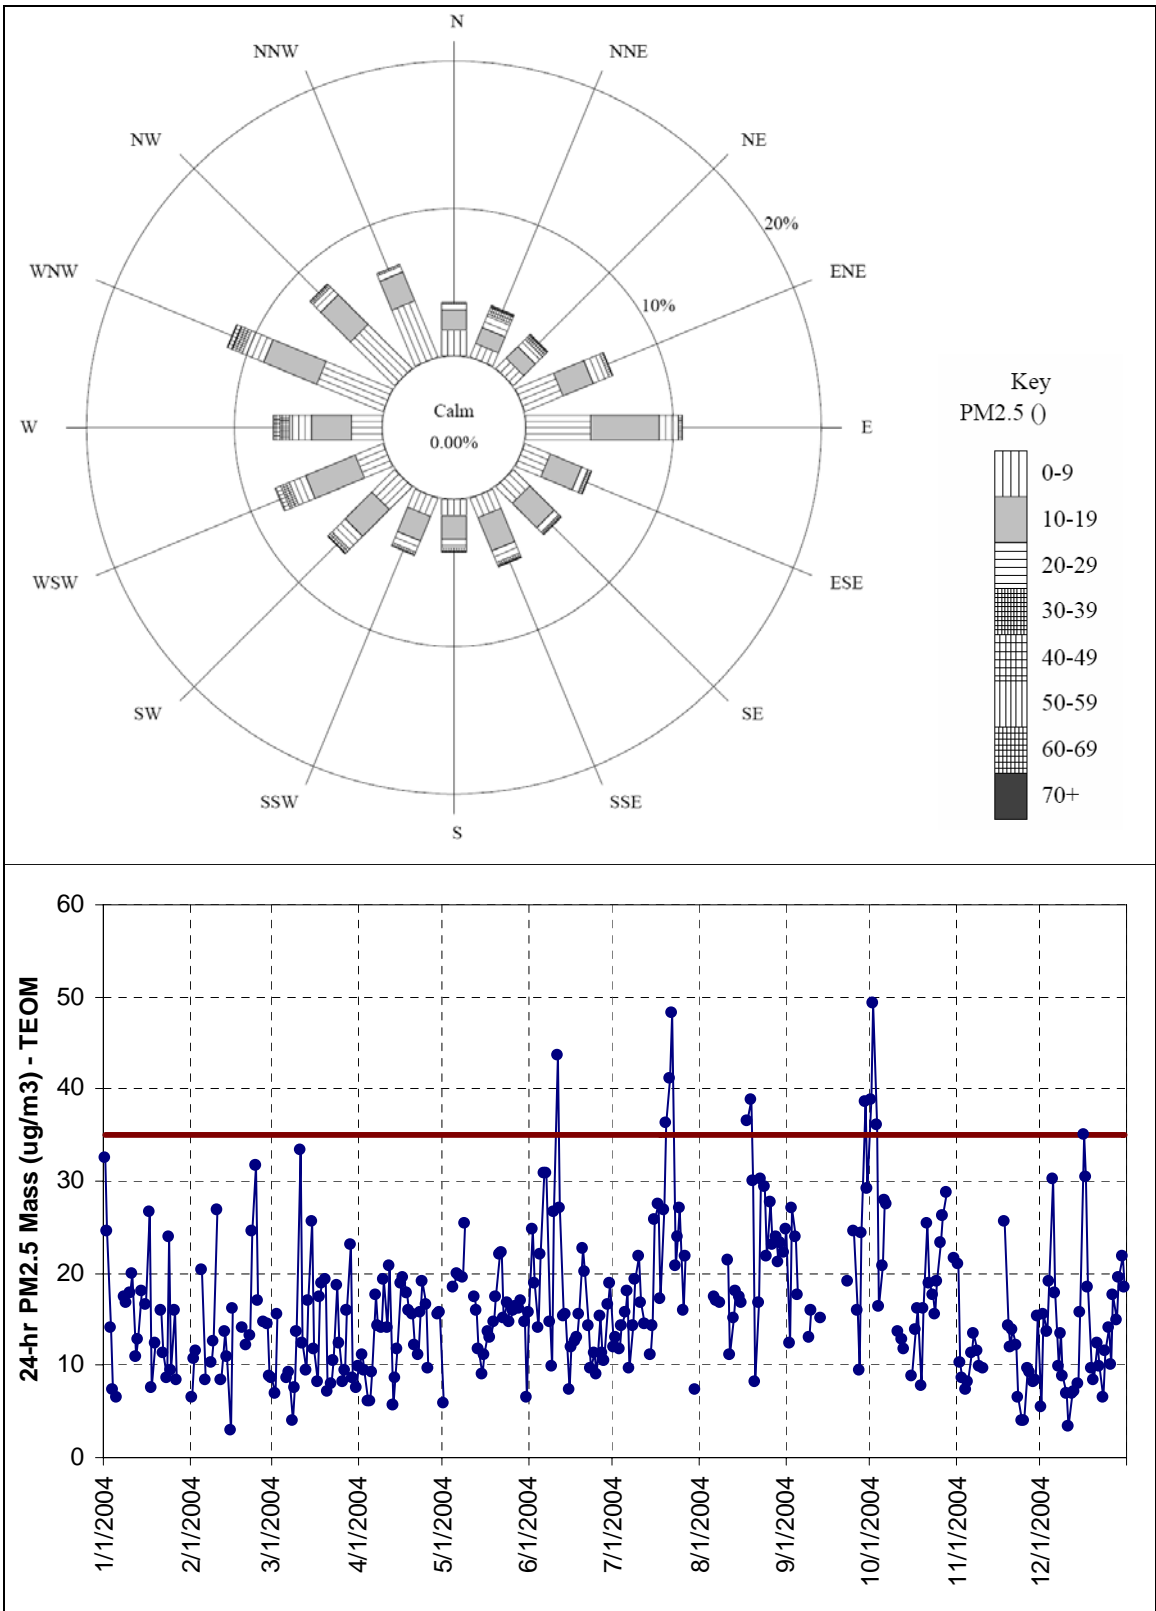 N
NNW
NNE
NW
NE
20%
WNW
ENE
10%
Key
PM2.5 ()
Calm
0.00%
W
E
0-9
10-19
20-29
30-39
40-49
50-59
60-69
70+
WSW
ESE
SW
SE
SSW
SSE
S
24-hr PM2.5 Mass (ug/m3) - TEOM
60
50
40
30
20
10
0
1/1/2004
2/1/2004
3/1/2004
4/1/2004
5/1/2004
6/1/2004
7/1/2004
8/1/2004
9/1/2004
10/1/2004
11/1/2004
12/1/2004